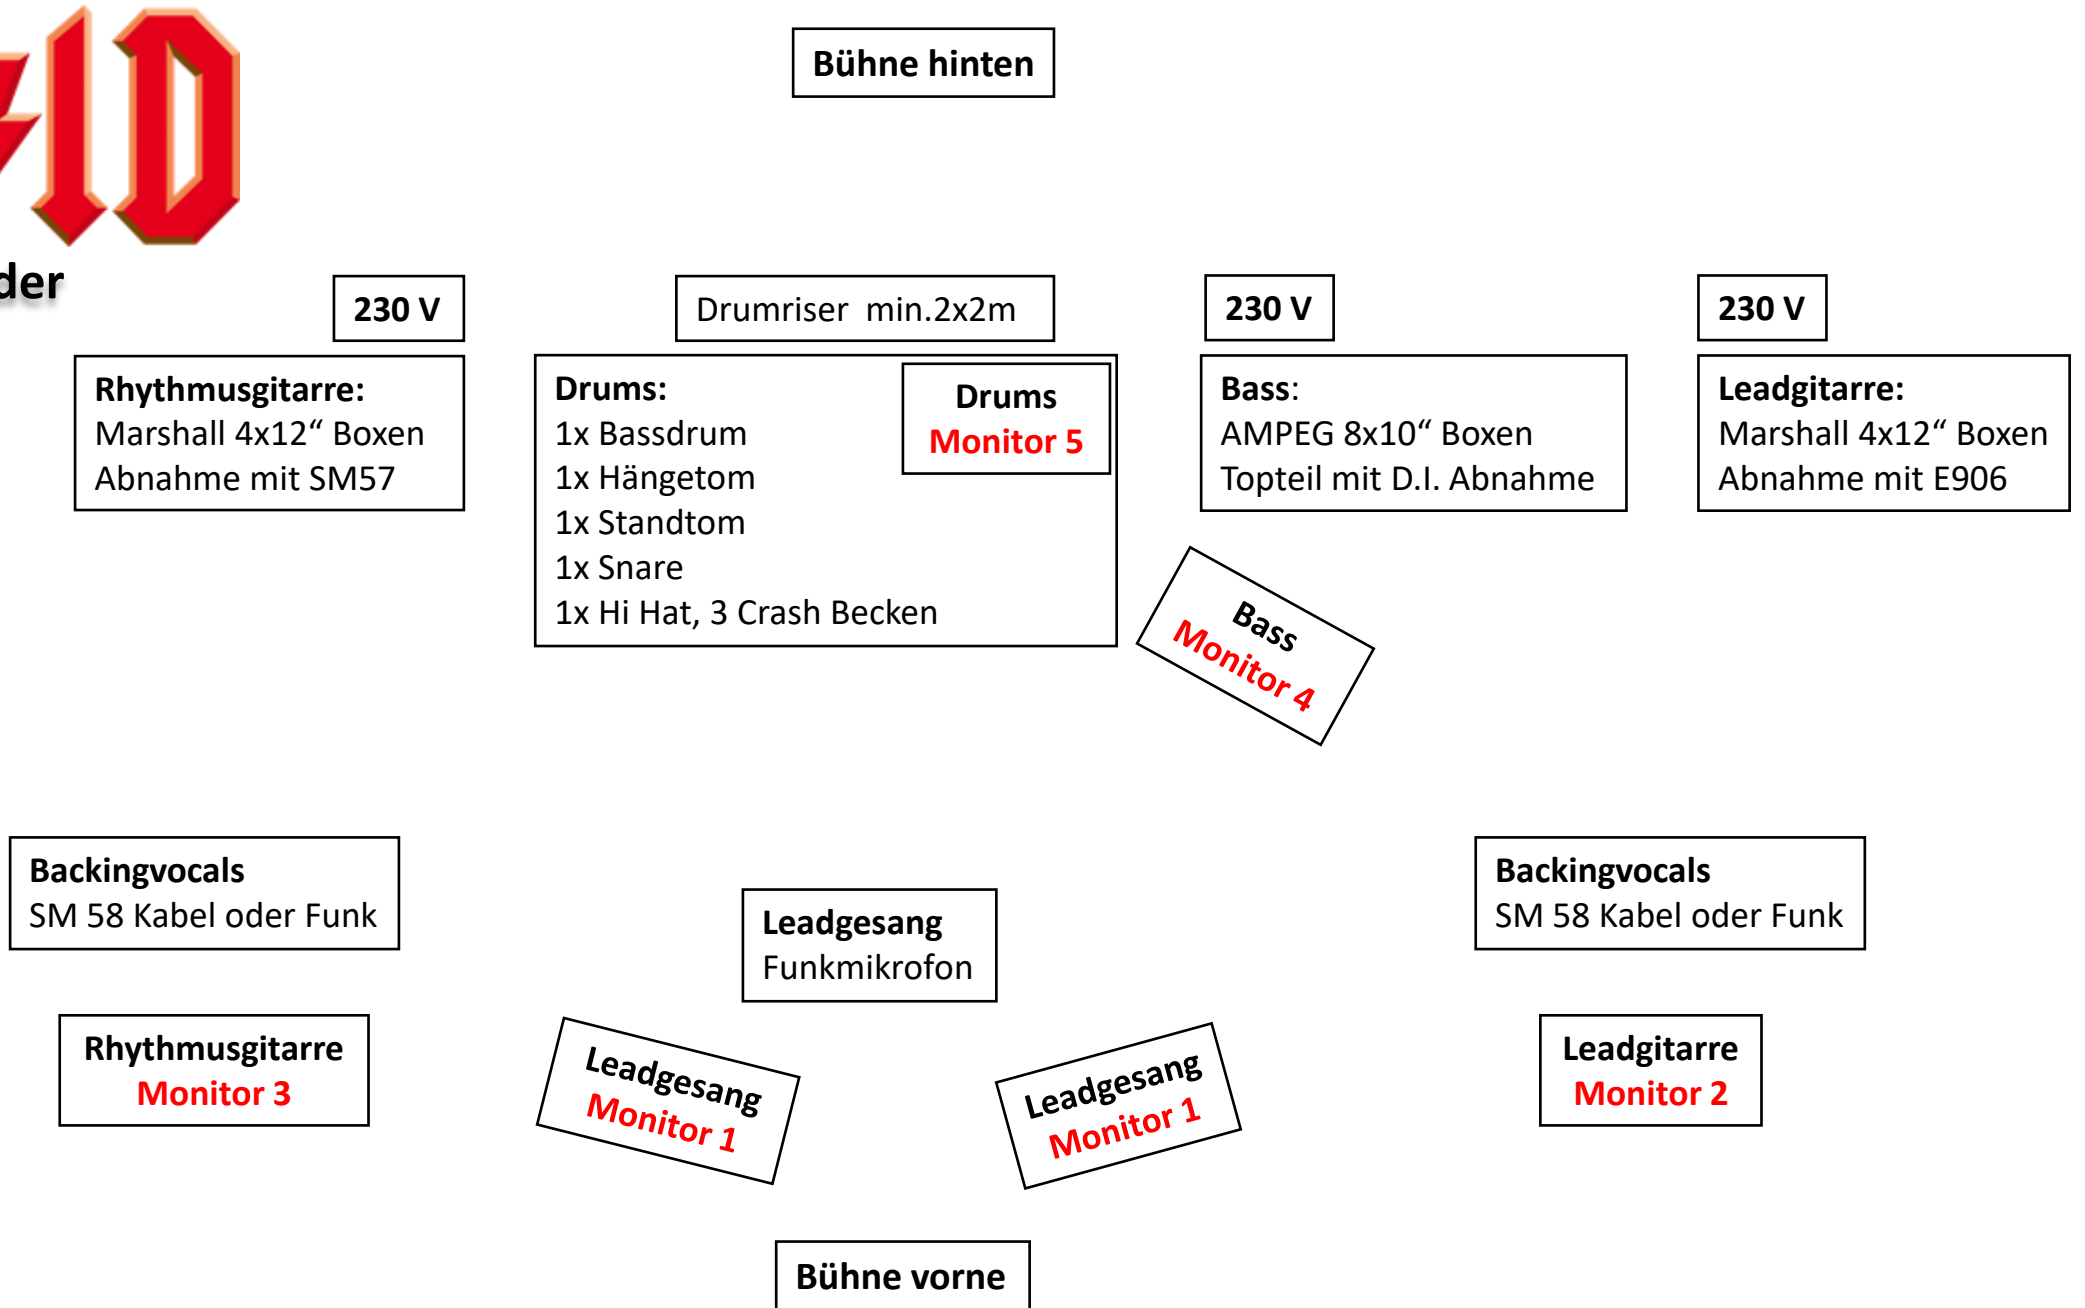 Bühne hinten
ID
der
230 V
Drumriser min.2x2m
230 V
230 V
Rhythmusgitarre:
Marshall 4x12“ Boxen
Abnahme mit SM57
Drums:
1x Bassdrum
1x Hängetom
1x Standtom
1x Snare
1x Hi Hat, 3 Crash Becken
Drums
Monitor 5
Bass:
AMPEG 8x10“ Boxen
Topteil mit D.I. Abnahme
Leadgitarre:
Marshall 4x12“ Boxen
Abnahme mit E906
Bass
Monitor 4
Backingvocals
SM 58 Kabel oder Funk
Leadgesang
Funkmikrofon
Backingvocals
SM 58 Kabel oder Funk
Rhythmusgitarre
Monitor 3
Leadgesang
Monitor 1
Leadgesang
Monitor 1
Leadgitarre
Monitor 2
Bühne vorne